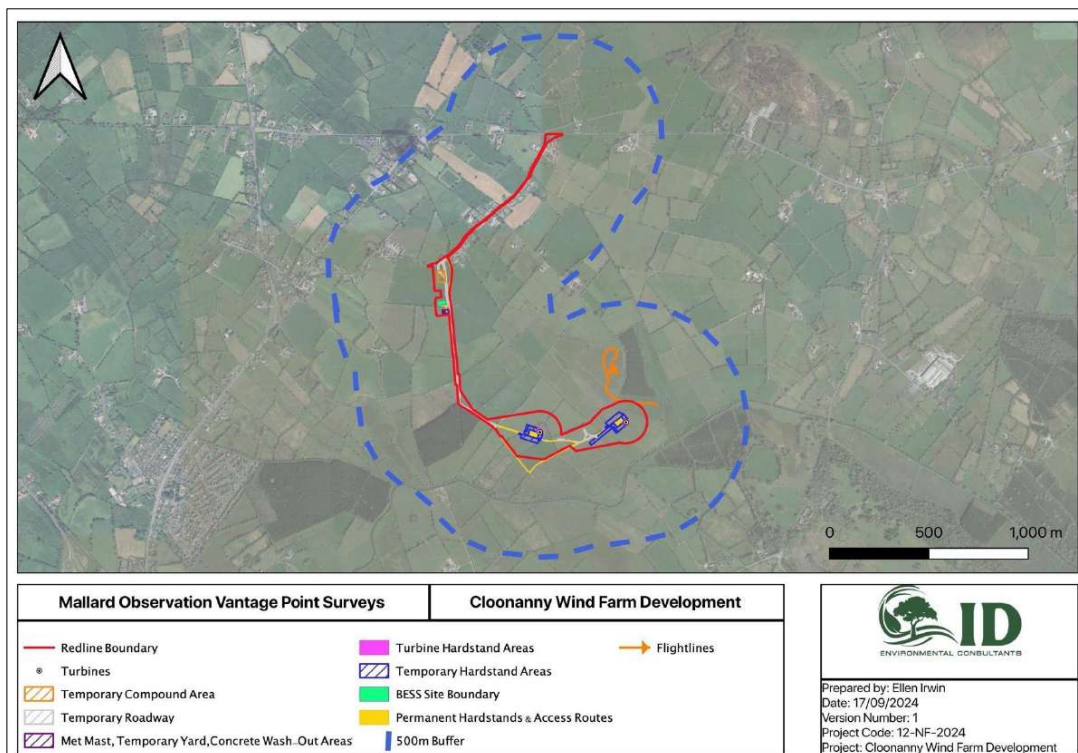 0 500 1,000 m
Mallard Observation Vantage Point Surveys
Cloonanny Wind Farm Development
Redline Boundary
Turbines
Temporary Compound Area
Temporary Roadway
Met Mast, Temporary Yard,Concrete Wash-Out Areas
Turbine Hardstand Areas
Temporary Hardstand Areas
BESS Site Boundary
Permanent Hardstands & Access Routes
500m Buffer
Flightlines
ID
ENVIRONMENTAL CONSULTANTS
Prepared by: Ellen Irwin
Date: 17/09/2024
Version Number: 1
Project Code: 12-NF-2024
Project: Cloonanny Wind Farm Development